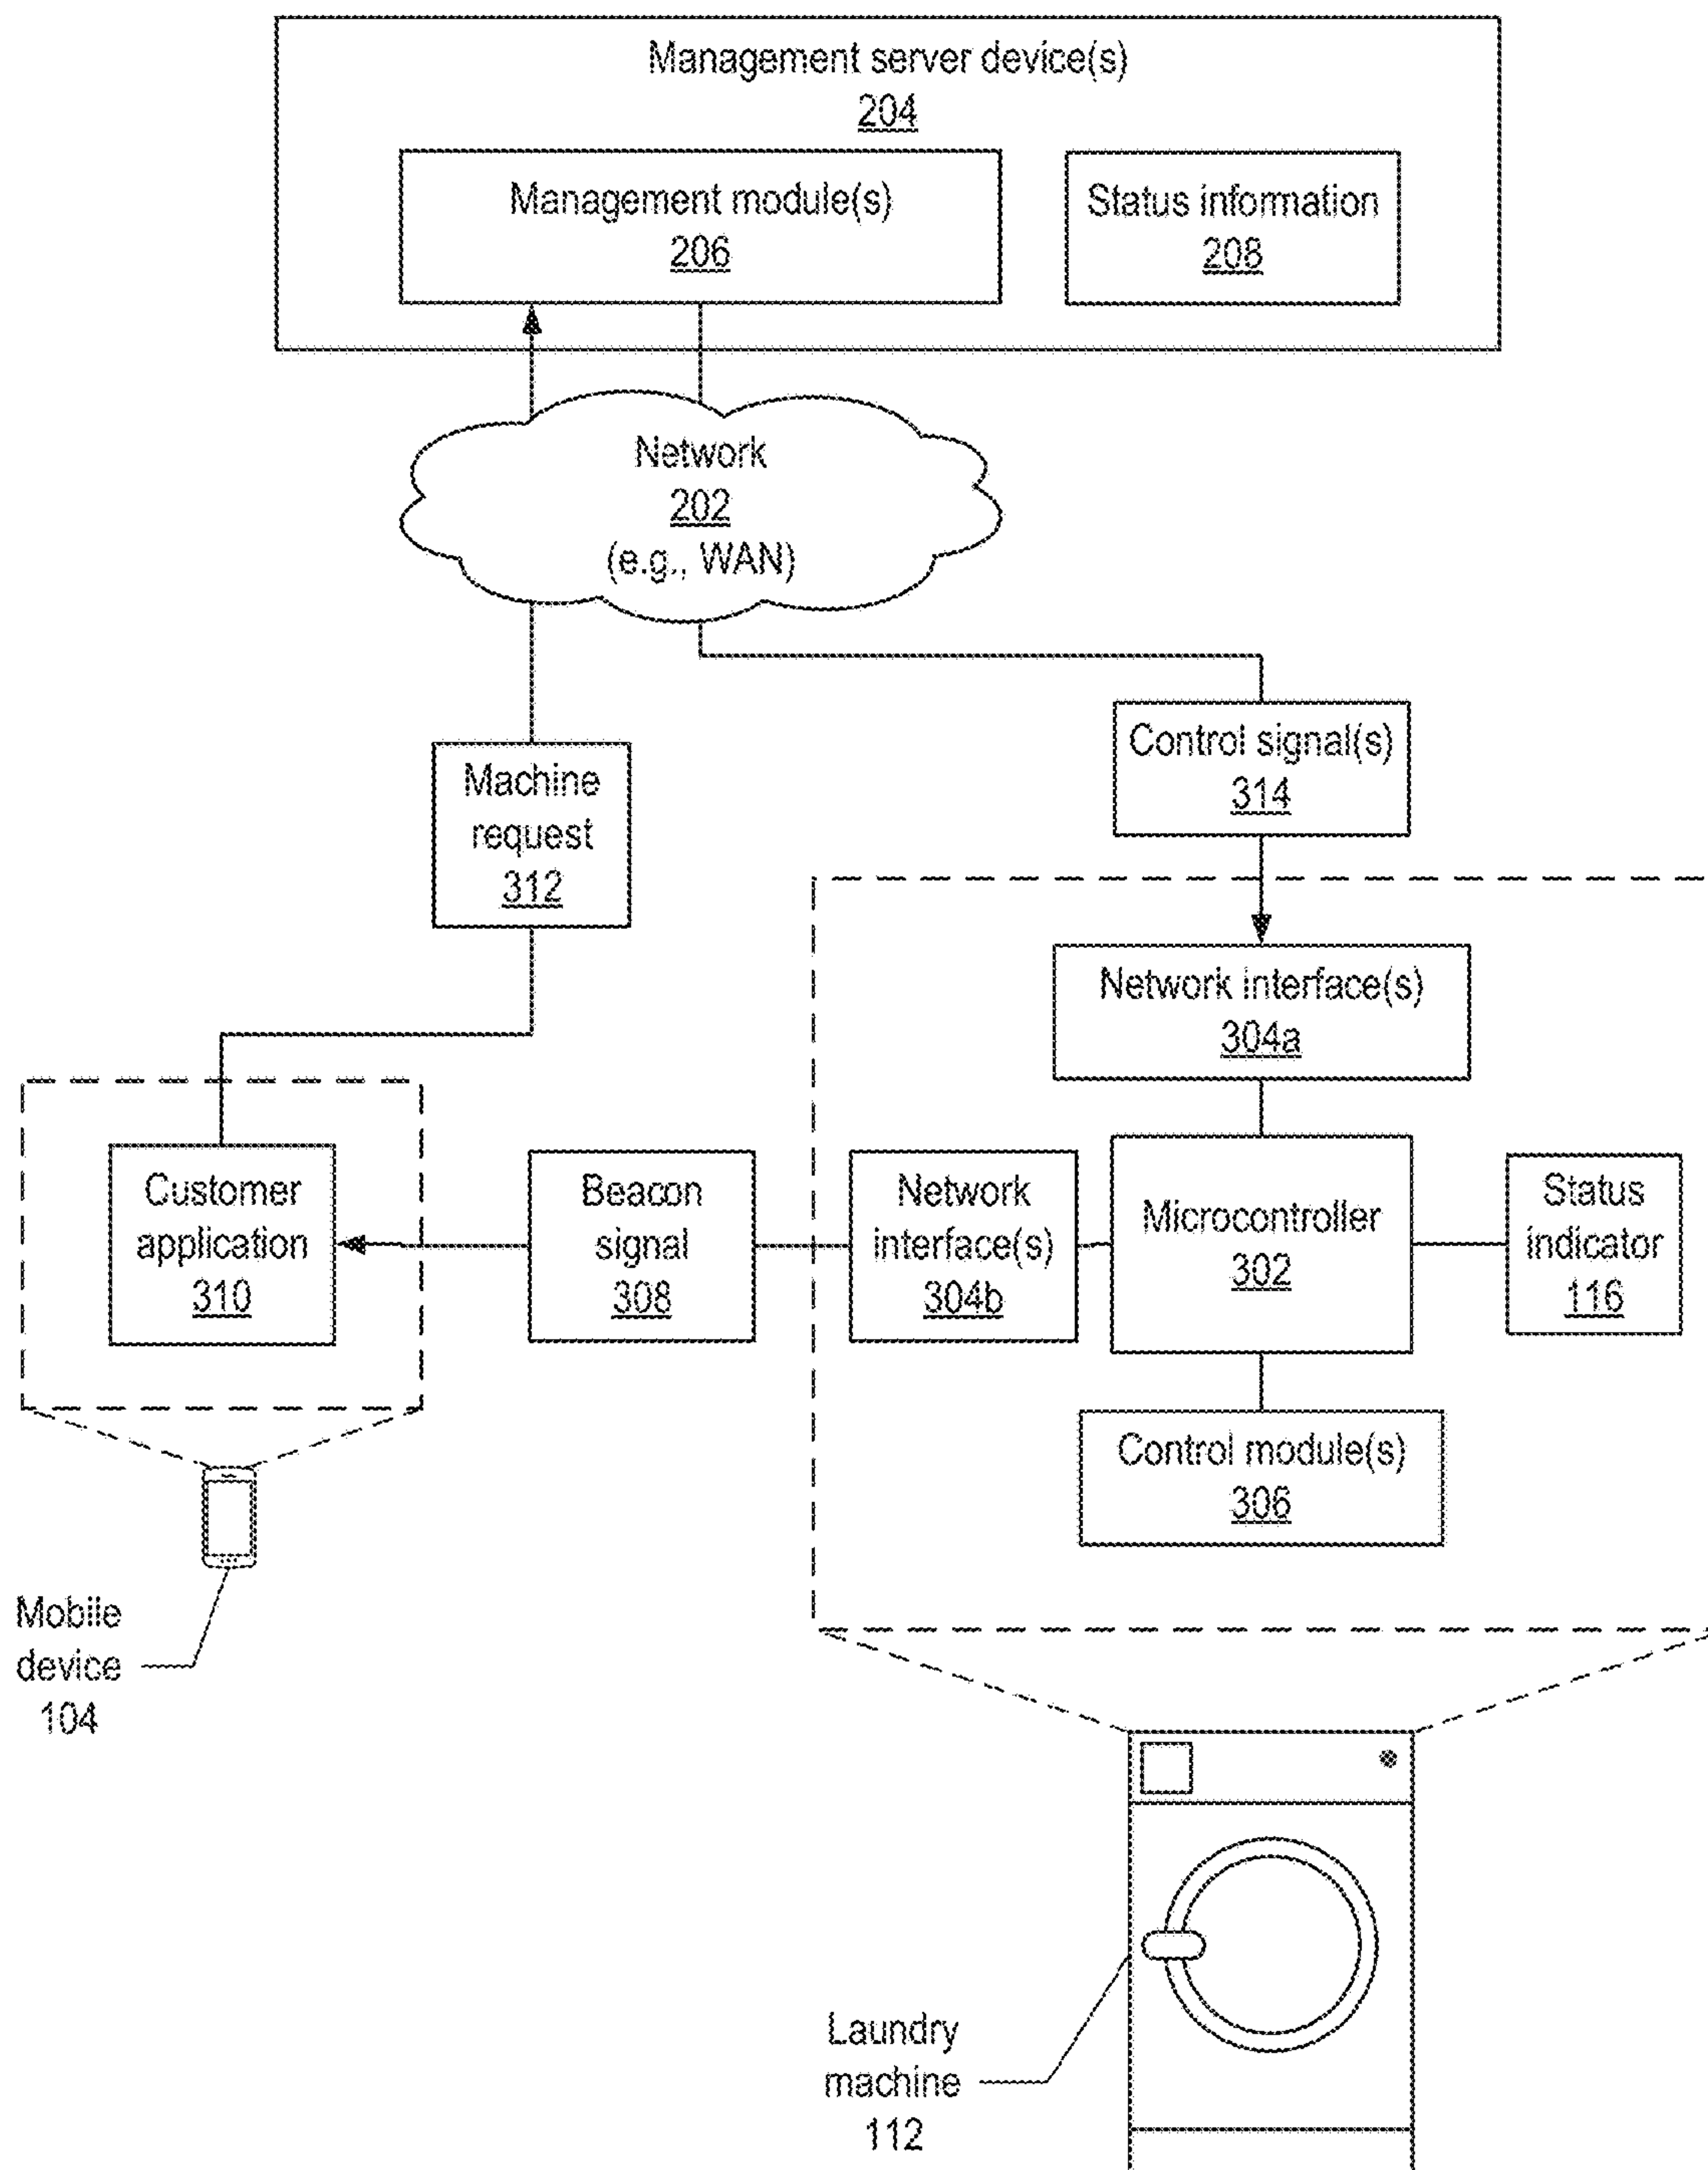 Management server device(s)
204
Management module(s)
206
Status information
208
Network
202
(e.g., WAN)
Machine
request
312
Control signal(s)
314
Network interface(s)
304a
Customer
application
310
Beacon
signal
308
Network
interface(s)
304b
Microcontroller
302
Status
indicator
116
Control module(s)
306
Mobile
device
104
Laundry
machine
112